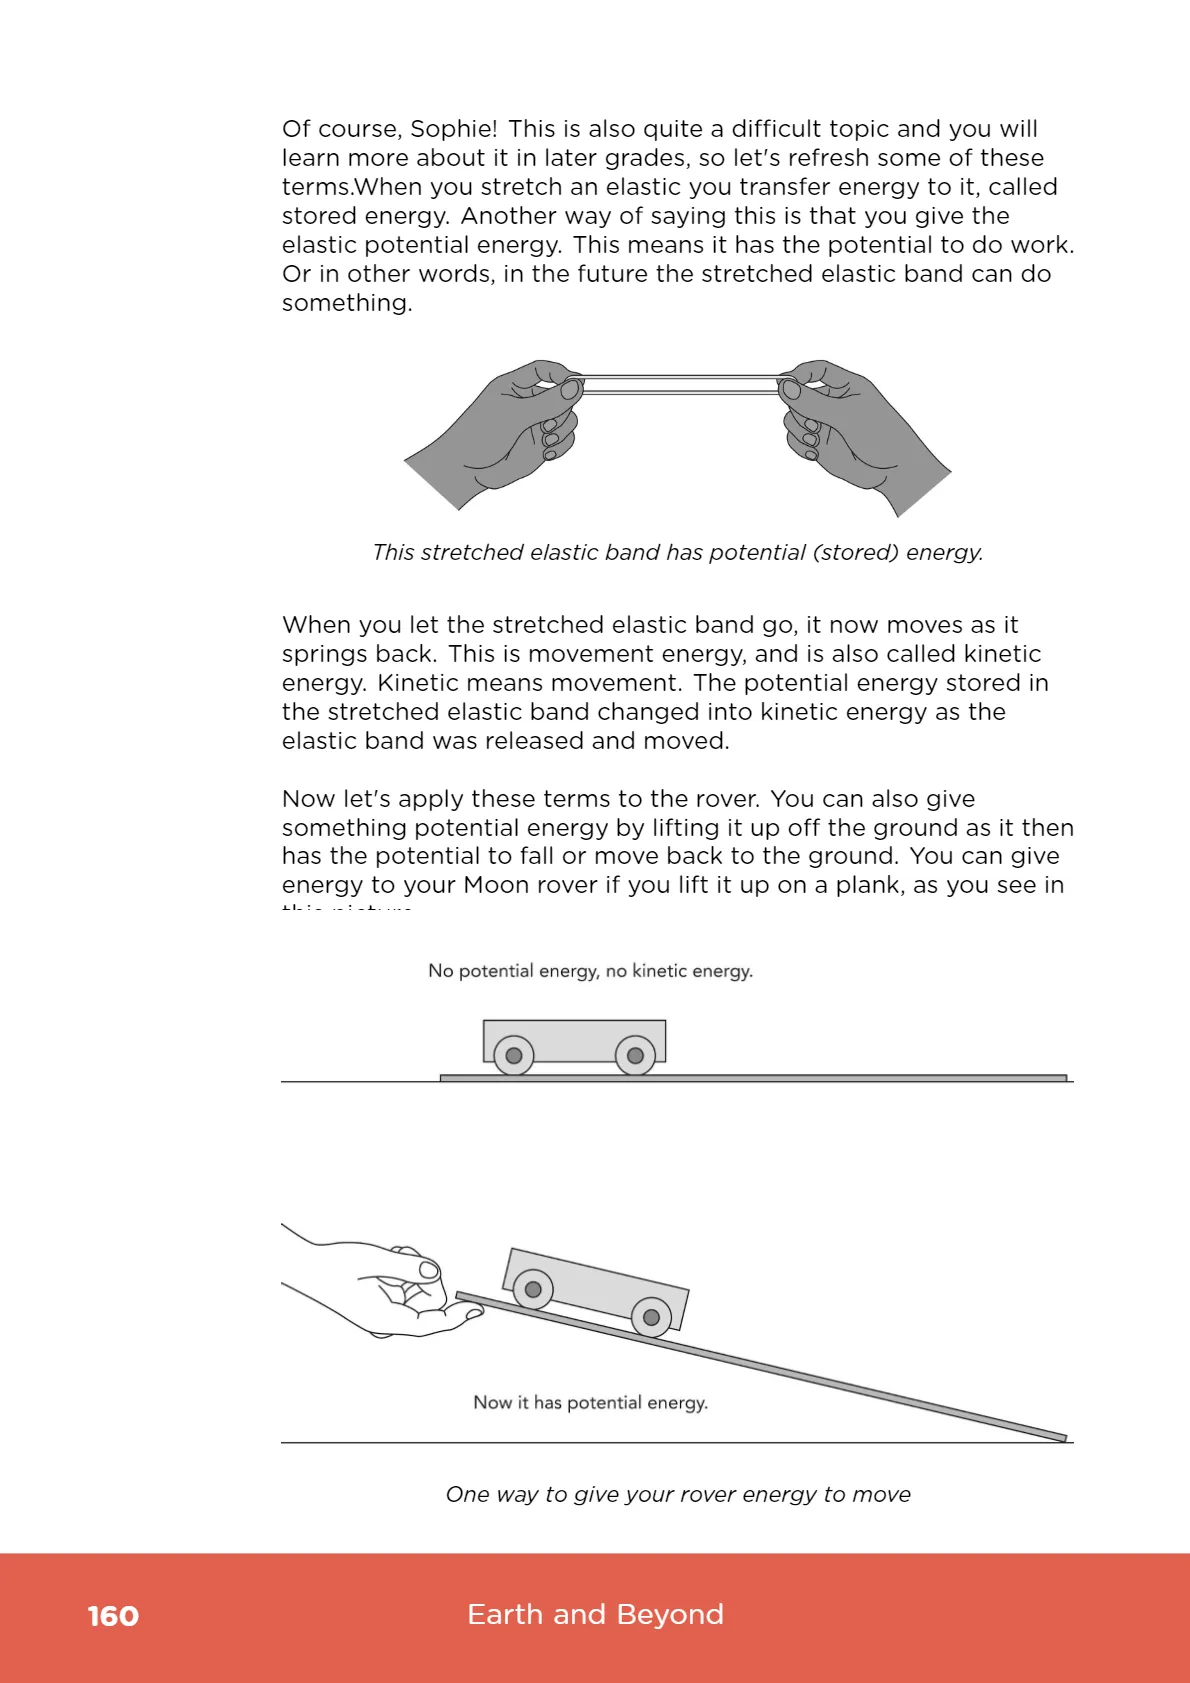 Of course, Sophie! This is also quite a difficult topic and you will
learn more about it in later grades, so let's refresh some of these
terms.When you stretch an elastic you transfer energy to it, called
stored energy. Another way of saying this is that you give the
elastic potential energy. This means it has the potential to do work.
Or in other words, in the future the stretched elastic band can do
something.
This stretched elastic band has potential (stored) energy.
When you let the stretched elastic band go, it now moves as it
springs back. This is movement energy, and is also called kinetic
energy. Kinetic means movement. The potential energy stored in
the stretched elastic band changed into kinetic energy as the
elastic band was released and moved.
Now let's apply these terms to the rover. You can also give
something potential energy by lifting it up off the ground as it then
has the potential to fall or move back to the ground. You can give
energy to your Moon rover if you lift it up on a plank, as you see in
this picture
No potential energy, no kinetic energy.
Now it has potential energy.
One way to give your rover energy to move
160
Earth and Beyond